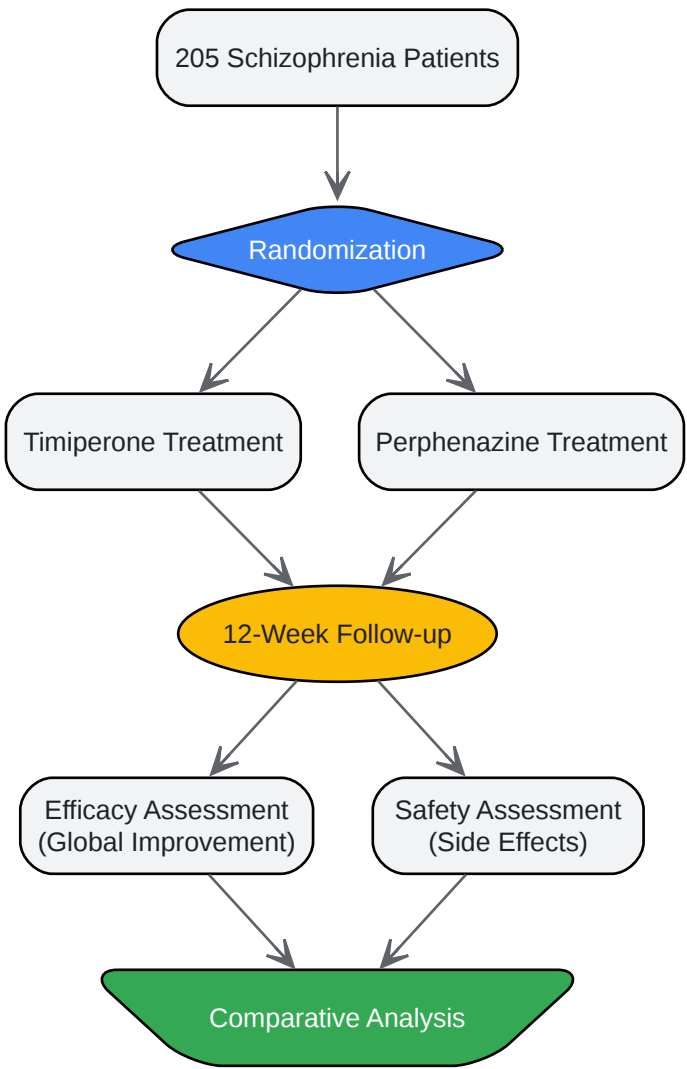 205 Schizophrenia Patients
Randomization
Timiperone Treatment
Perphenazine Treatment
12-Week Follow-up
Efficacy Assessment
(Global Improvement)
Safety Assessment
(Side Effects)
Comparative Analysis